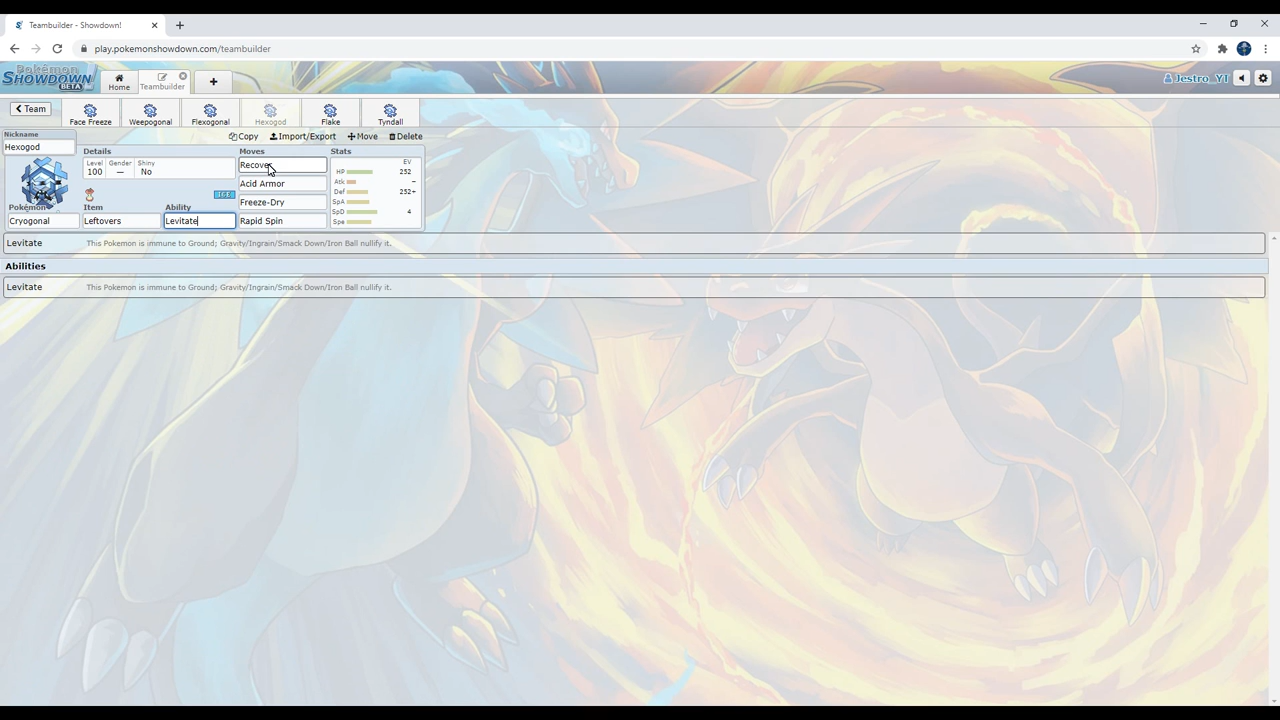 Teambuilder - Showdown!
play.pokemonshowdown.com/teambuilder
Pokémon
SHOWDOWN
BETA
Home
Teambuilder
Jestro_YT
Team
Face Freeze
Weepogonal
Flexogonal
Hexogod
Flake
Tyndall
Copy
Import/Export
Move
Delete
Nickname
Hexogod
Details
Moves
Stats
Level
Gender
Shiny
100
—
No
Recover
EV
HP
252
Atk
–
Acid Armor
Def
252+
ICE
SpA
Freeze-Dry
Pokémon
Item
Ability
SpD
4
Cryogonal
Leftovers
Levitate
Rapid Spin
Spe
Levitate This Pokemon is immune to Ground; Gravity/Ingrain/Smack Down/Iron Ball nullify it.
Abilities
Levitate This Pokemon is immune to Ground; Gravity/Ingrain/Smack Down/Iron Ball nullify it.